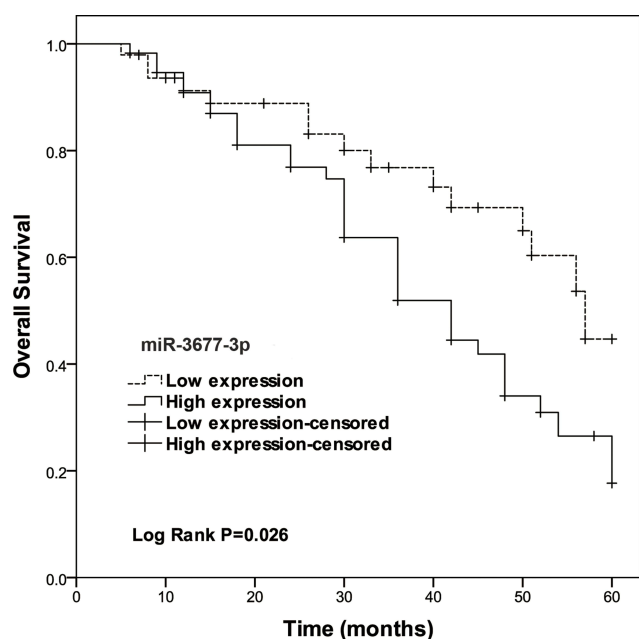 1.0
0.8
0.6
0.4
0.2
0.0
Overall Survival
miR-3677-3p
Low expression
High expression
Low expression-censored
High expression-censored
Log Rank P=0.026
0 10 20 30 40 50 60
Time (months)